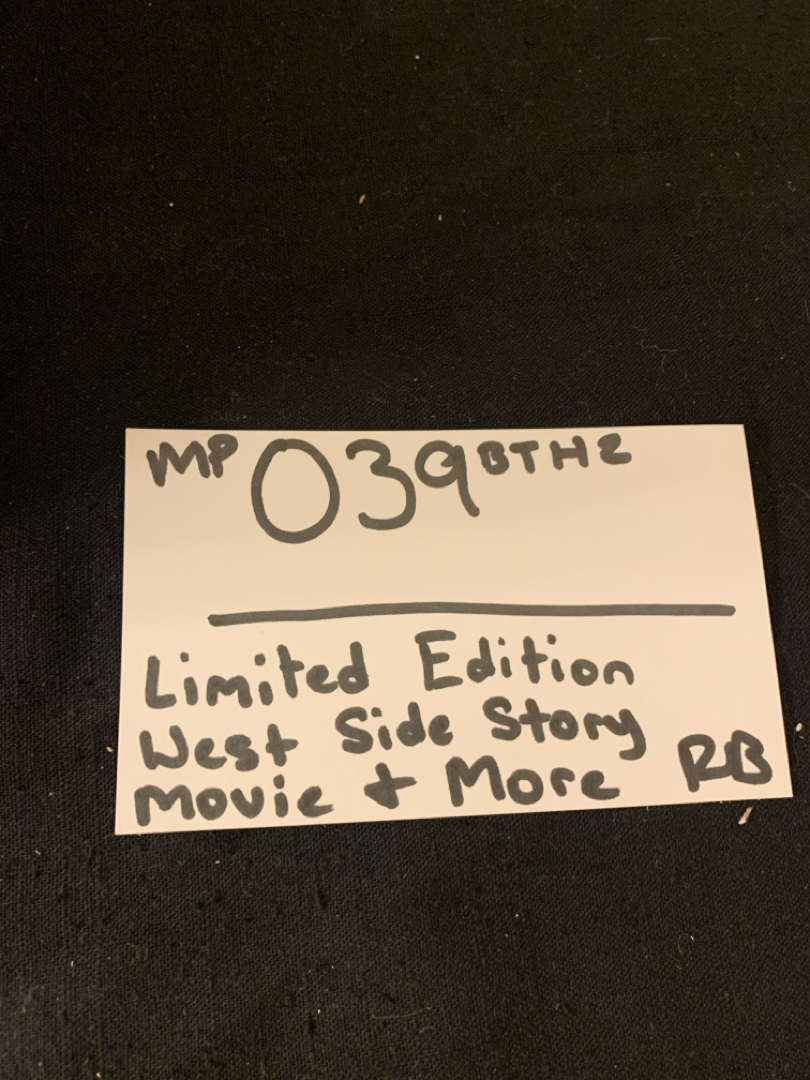 MP 039 BTH2
Limited Edition
West Side Story
Movie + More RB